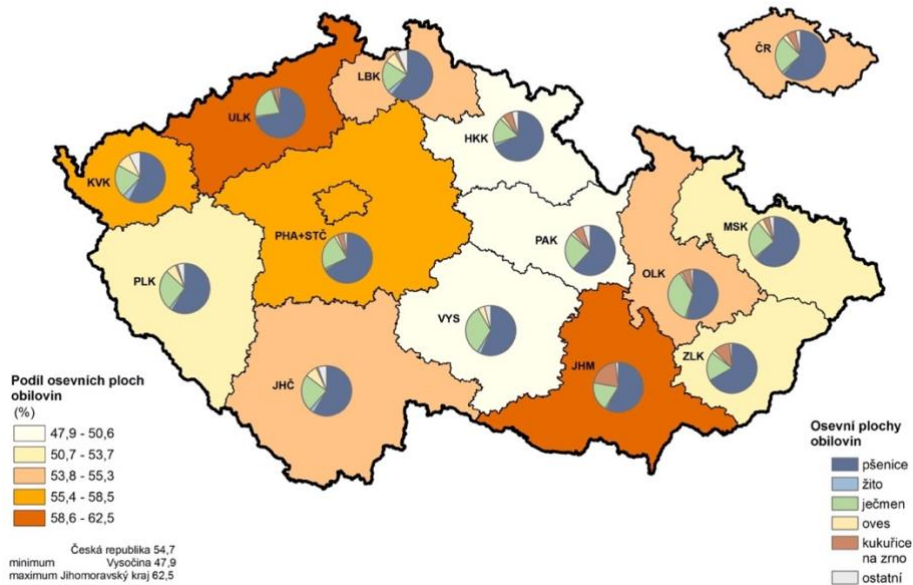 ČR
LBK
ULK
HKK
KVK
PHA+STČ
PAK
MSK
OLK
PLK
VYS
ZLK
JHČ
JHM
Podíl osevních ploch
obilovin
(%)
47,9 - 50,6
50,7 - 53,7
53,8 - 55,3
55,4 - 58,5
58,6 - 62,5
Česká republika 54,7
minimum Vysočina 47,9
maximum Jihomoravský kraj 62,5
Osevní plochy
obilovin
pšenice
žito
ječmen
oves
kukuřice
na zrno
ostatní